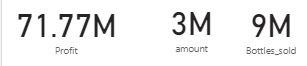 71.77M
Profit
3M
amount
9M
Bottles_sold